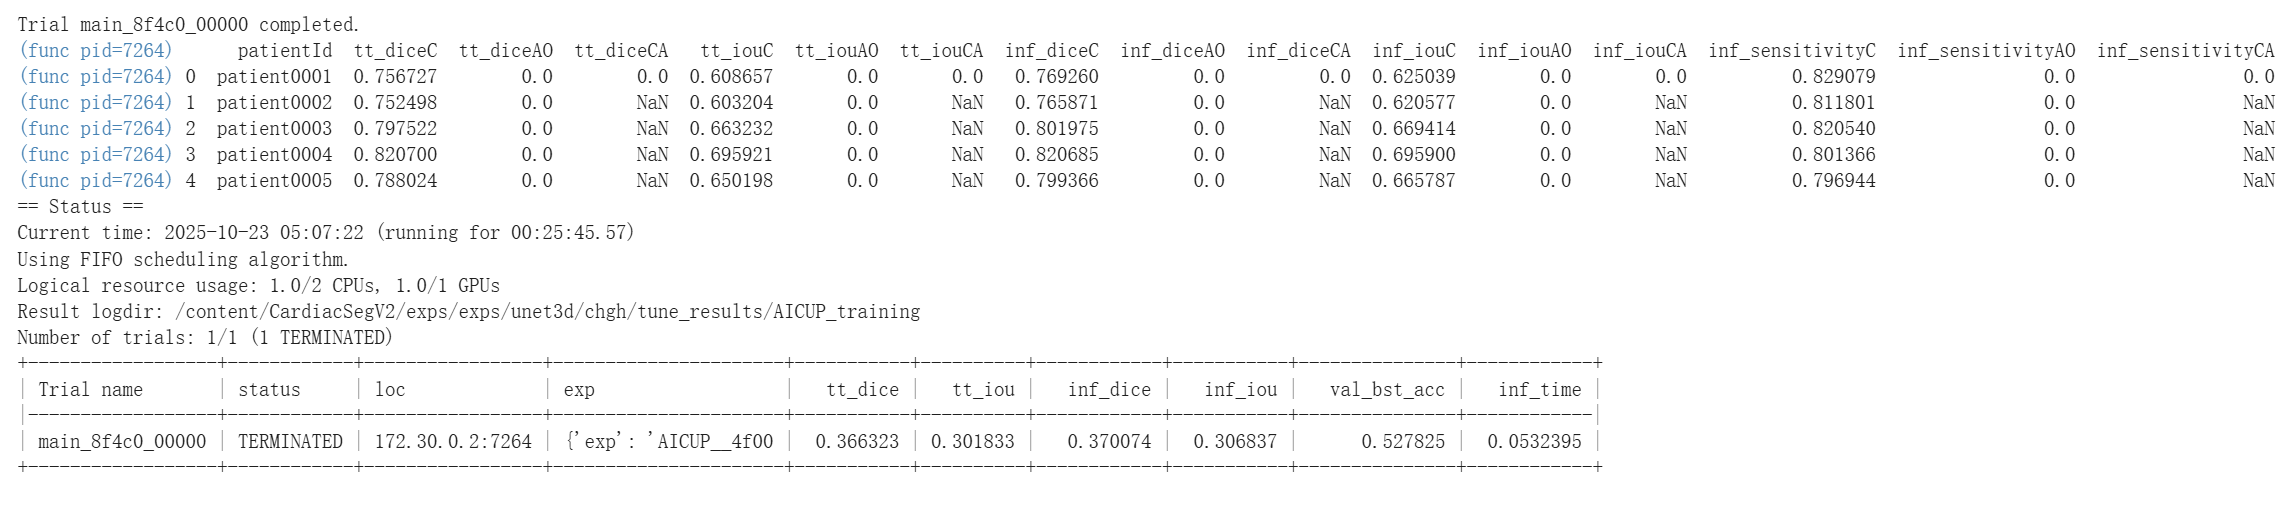 Trial main_8f4c0_00000 completed.
(func pid=7264)      patientId  tt_diceC  tt_diceAO  tt_diceCA   tt_iouC  tt_iouAO  tt_iouCA  inf_diceC  inf_diceAO  inf_diceCA  inf_iouC  inf_iouAO  inf_iouCA  inf_sensitivityC  inf_sensitivityAO  inf_sensitivityCA
(func pid=7264) 0  patient0001  0.756727        0.0        0.0  0.608657       0.0       0.0   0.769260         0.0         0.0  0.625039        0.0        0.0          0.829079                0.0                0.0
(func pid=7264) 1  patient0002  0.752498        0.0        NaN  0.603204       0.0       NaN   0.765871         0.0         NaN  0.620577        0.0        NaN          0.811801                0.0                NaN
(func pid=7264) 2  patient0003  0.797522        0.0        NaN  0.663232       0.0       NaN   0.801975         0.0         NaN  0.669414        0.0        NaN          0.820540                0.0                NaN
(func pid=7264) 3  patient0004  0.820700        0.0        NaN  0.695921       0.0       NaN   0.820685         0.0         NaN  0.695900        0.0        NaN          0.801366                0.0                NaN
(func pid=7264) 4  patient0005  0.788024        0.0        NaN  0.650198       0.0       NaN   0.799366         0.0         NaN  0.665787        0.0        NaN          0.796944                0.0                NaN
== Status ==
Current time: 2025-10-23 05:07:22 (running for 00:25:45.57)
Using FIFO scheduling algorithm.
Logical resource usage: 1.0/2 CPUs, 1.0/1 GPUs
Result logdir: /content/CardiacSegV2/exps/exps/unet3d/chgh/tune_results/AICUP_training
Number of trials: 1/1 (1 TERMINATED)
+------------------+------------+-----------------+----------------------+-----------+----------+------------+-----------+---------------+------------+
| Trial name       | status     | loc             | exp                  |   tt_dice |   tt_iou |   inf_dice |   inf_iou |   val_bst_acc |   inf_time |
|------------------+------------+-----------------+----------------------+-----------+----------+------------+-----------+---------------+------------|
| main_8f4c0_00000 | TERMINATED | 172.30.0.2:7264 | {'exp': 'AICUP__4f00 |  0.366323 | 0.301833 |   0.370074 |  0.306837 |      0.527825 |  0.0532395 |
+------------------+------------+-----------------+----------------------+-----------+----------+------------+-----------+---------------+------------+